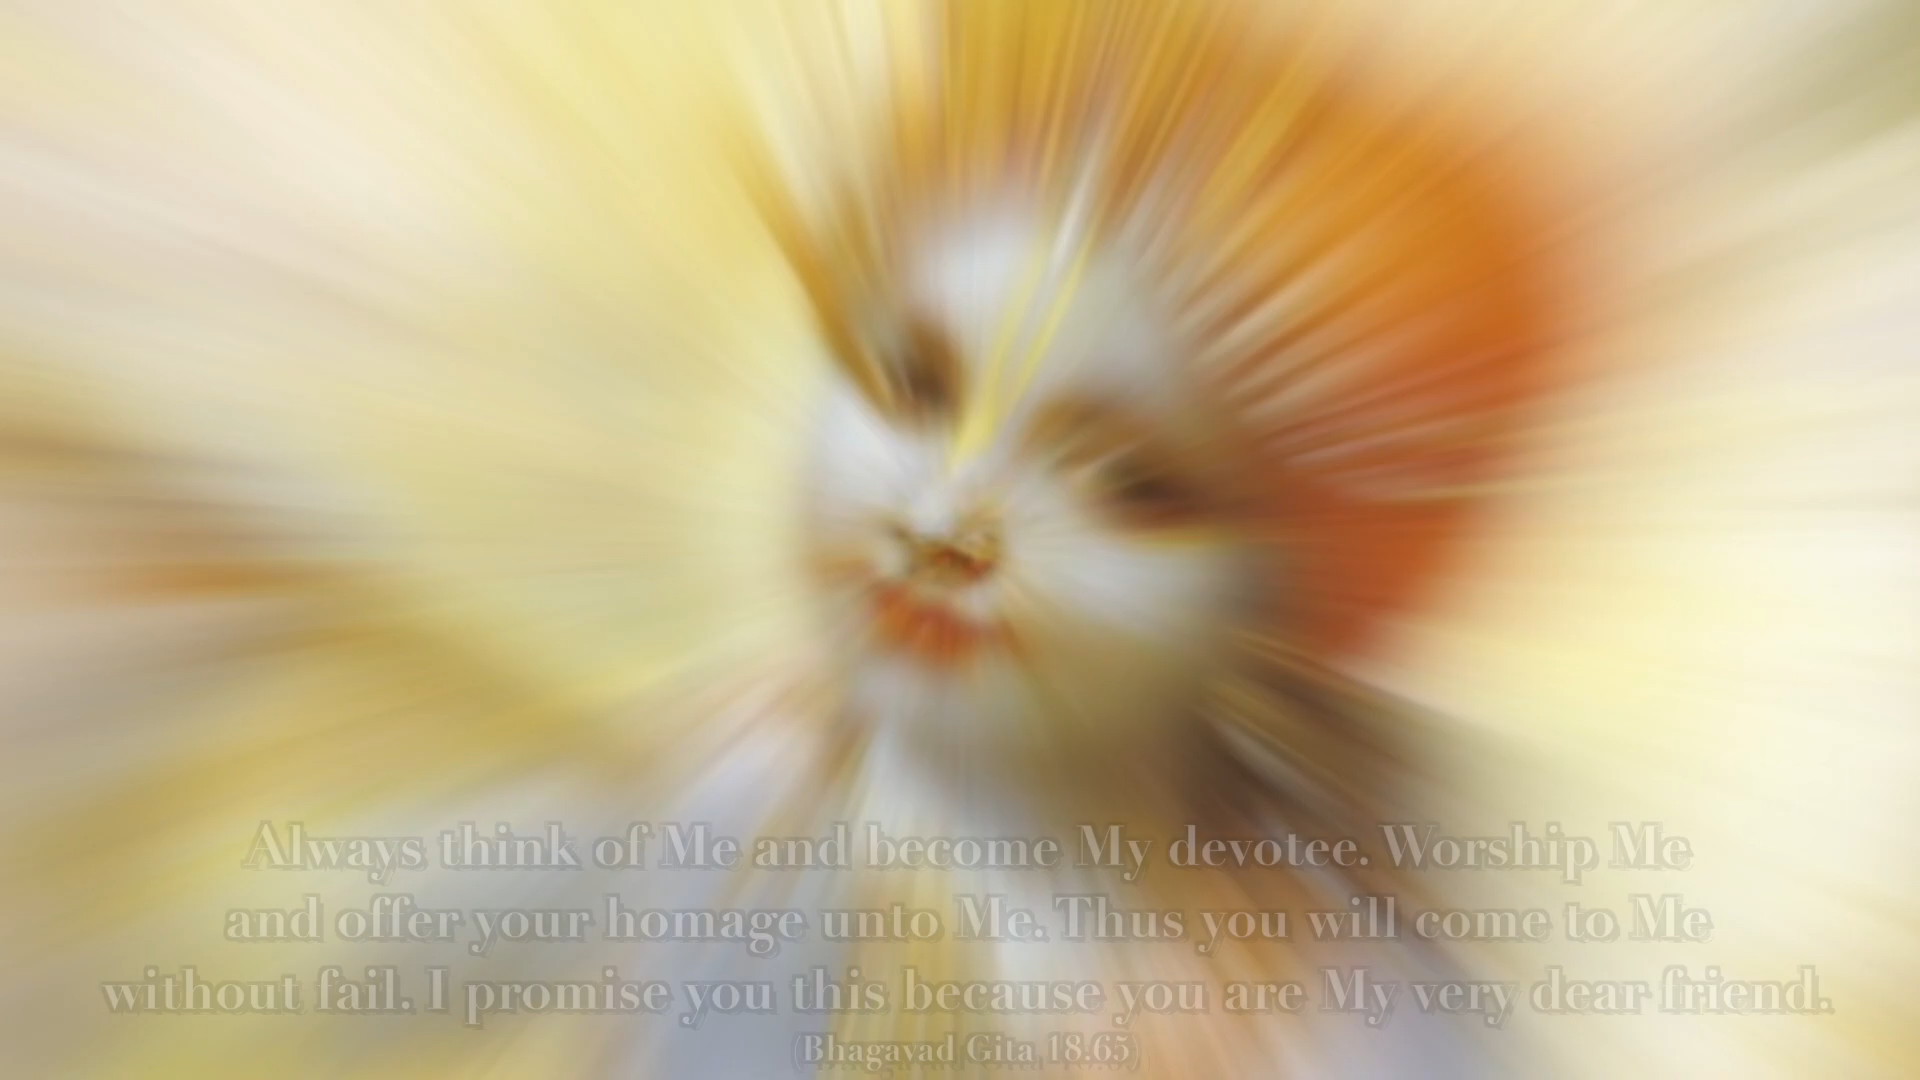 Always think of Me and become My devotee. Worship Me
and offer your homage unto Me. Thus you will come to Me
without fail. I promise you this because you are My very dear friend.
(Bhagavad Gita 18.65)